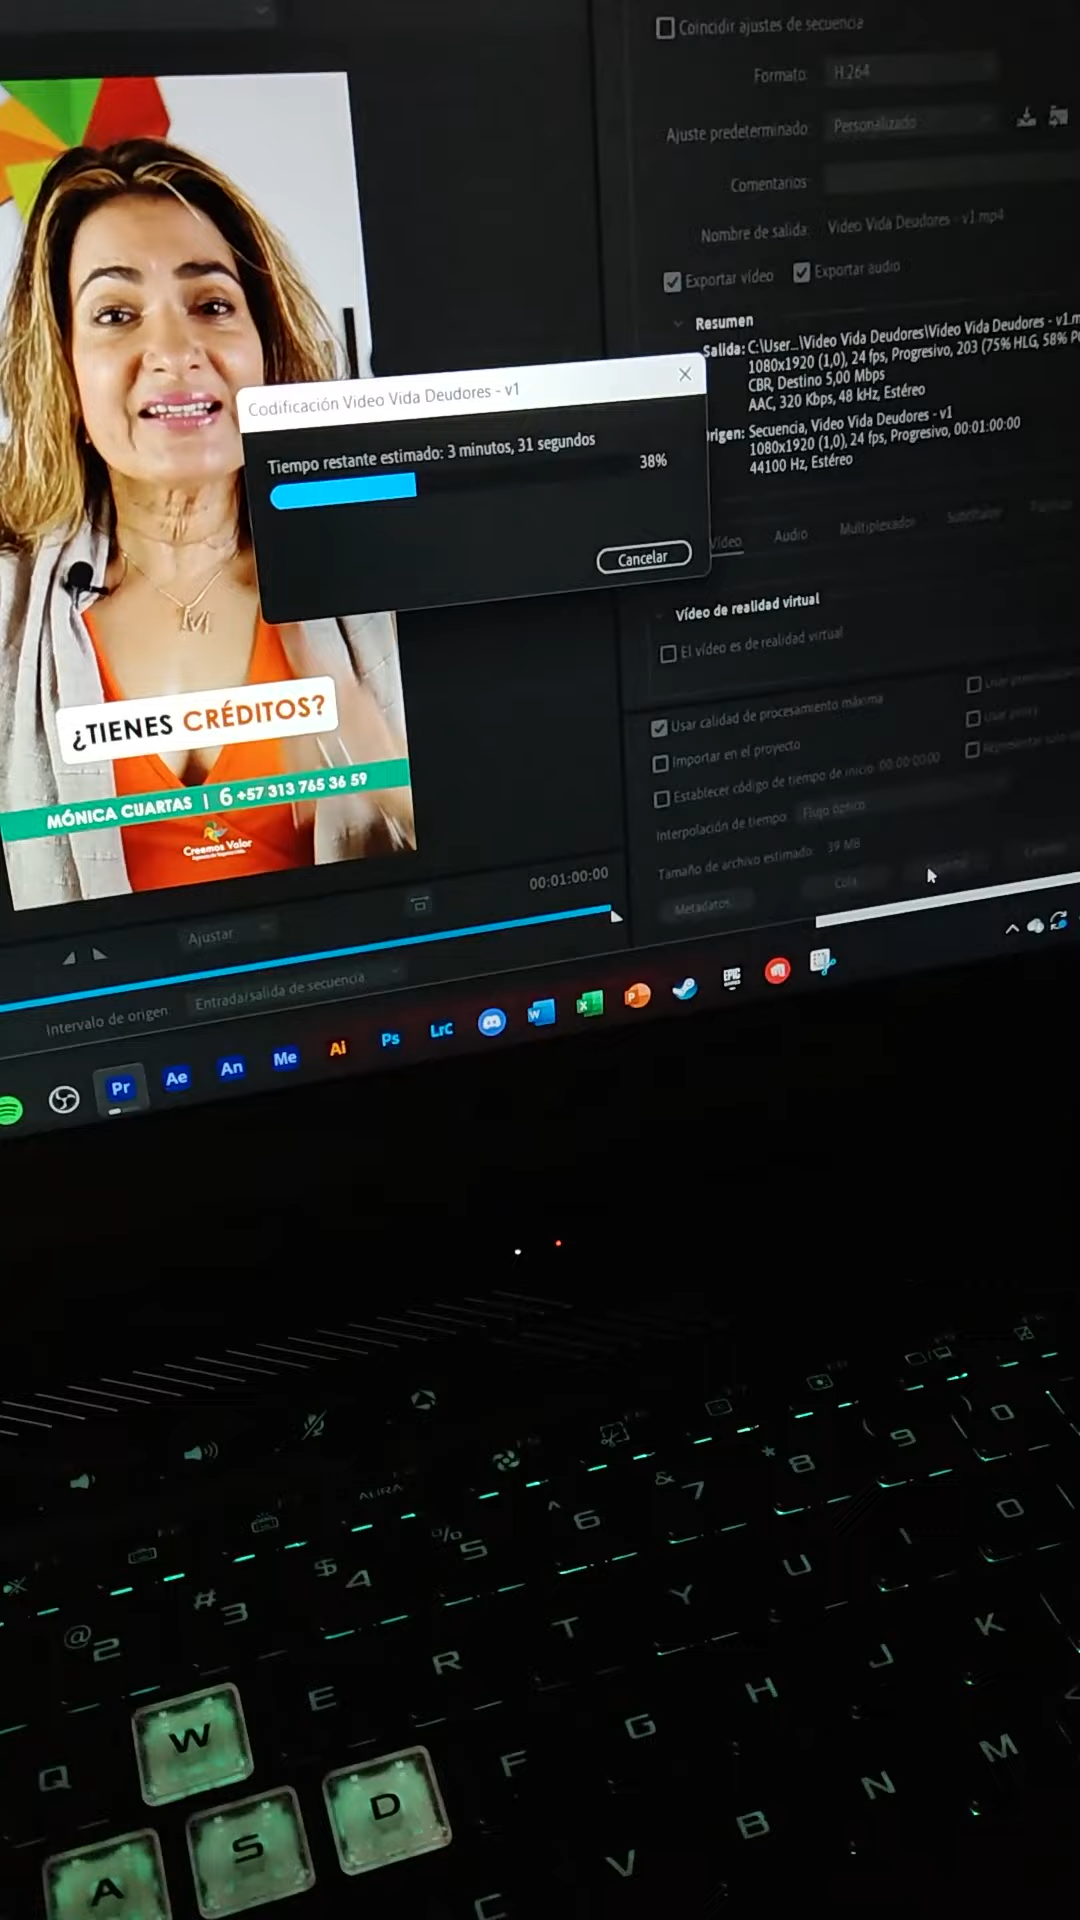 Coincidir ajustes de secuencia
Formato: H.264
Ajuste predeterminado: Personalizado
Comentarios:
Nombre de salida: Video Vida Deudores - v1.mp4
Exportar vídeo Exportar audio
Resumen
Salida: C:\User...\Video Vida Deudores\Video Vida Deudores - v1.m
1080x1920 (1,0), 24 fps, Progresivo, 203 (75% HLG, 58% P
CBR, Destino 5,00 Mbps
AAC, 320 Kbps, 48 kHz, Estéreo
rigen: Secuencia, Video Vida Deudores - v1
1080x1920 (1,0), 24 fps, Progresivo, 00:01:00:00
44100 Hz, Estéreo
Codificación Video Vida Deudores - v1
Tiempo restante estimado: 3 minutos, 31 segundos
38%
Cancelar
Vídeo Audio Multiplexador Subtítulos
Vídeo de realidad virtual
El vídeo es de realidad virtual
Usar calidad de procesamiento máxima
Importar en el proyecto
Establecer código de tiempo de inicio 00:00:00:00
Interpolación de tiempo: Flujo óptico
Tamaño de archivo estimado: 39 MB
Metadatos... Cola
M
¿TIENES CRÉDITOS?
MÓNICA CUARTAS | 6 +57 313 765 36 59
Creemos Valor
00:01:00:00
Ajustar
Intervalo de origen: Entrada/salida de secuencia
Pr Ae An Me Ai Ps LrC W X P EPIC GAMES
AURA
@ 2 # 3 $ 4 % 5 ^ 6 & 7 * 8 ( 9 ) 0
Q W E R T Y U I O
A S D F G H J K
C V B N M